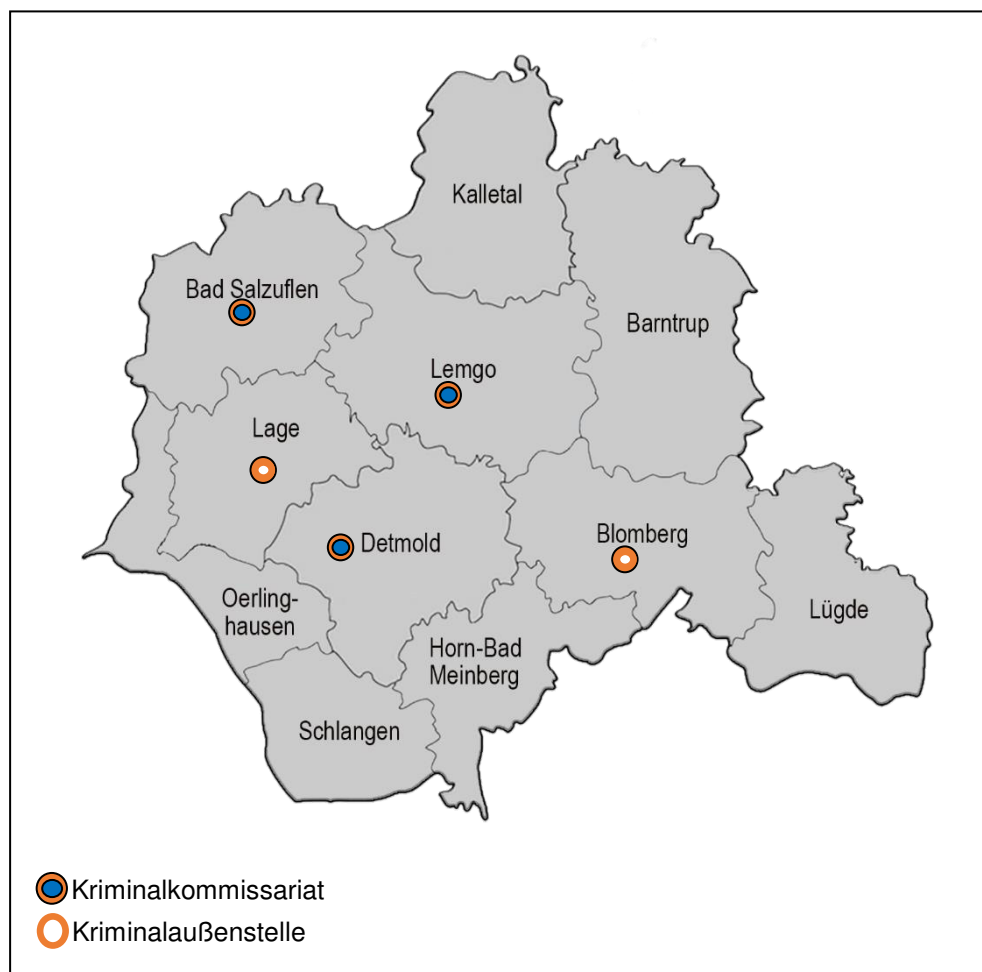 Kalletal
Bad Salzuflen
Barntrup
Lemgo
Lage
Detmold
Blomberg
Oerling-
hausen
Lügde
Horn-Bad
Meinberg
Schlangen
Kriminalkommissariat
Kriminalaußenstelle